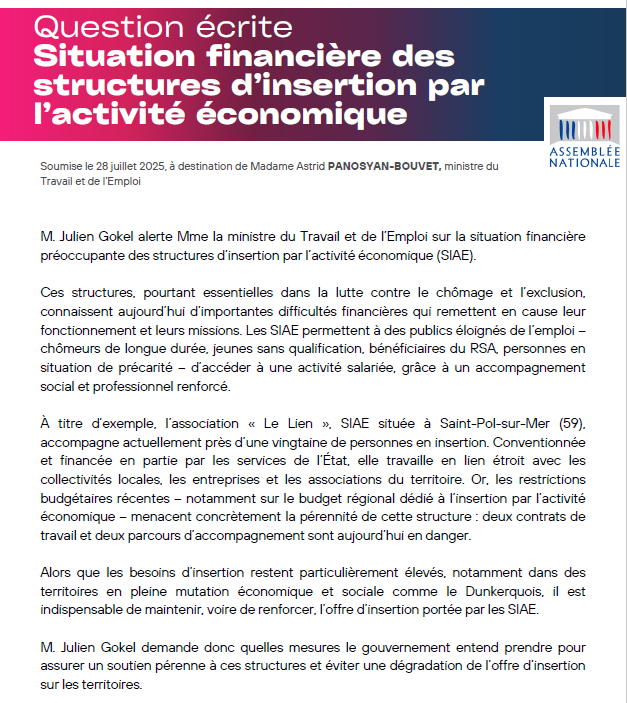 Question écrite
Situation financière des
structures d’insertion par
l’activité économique
ASSEMBLÉE
NATIONALE
Soumise le 28 juillet 2025, à destination de Madame Astrid PANOSYAN-BOUVET, ministre du
Travail et de l’Emploi
M. Julien Gokel alerte Mme la ministre du Travail et de l’Emploi sur la situation financière
préoccupante des structures d’insertion par l’activité économique (SIAE).
Ces structures, pourtant essentielles dans la lutte contre le chômage et l’exclusion,
connaissent aujourd’hui d’importantes difficultés financières qui remettent en cause leur
fonctionnement et leurs missions. Les SIAE permettent à des publics éloignés de l’emploi –
chômeurs de longue durée, jeunes sans qualification, bénéficiaires du RSA, personnes en
situation de précarité – d’accéder à une activité salariée, grâce à un accompagnement
social et professionnel renforcé.
À titre d’exemple, l’association « Le Lien », SIAE située à Saint-Pol-sur-Mer (59),
accompagne actuellement près d’une vingtaine de personnes en insertion. Conventionnée
et financée en partie par les services de l’État, elle travaille en lien étroit avec les
collectivités locales, les entreprises et les associations du territoire. Or, les restrictions
budgétaires récentes – notamment sur le budget régional dédié à l’insertion par l’activité
économique – menacent concrètement la pérennité de cette structure : deux contrats de
travail et deux parcours d’accompagnement sont aujourd’hui en danger.
Alors que les besoins d’insertion restent particulièrement élevés, notamment dans des
territoires en pleine mutation économique et sociale comme le Dunkerquois, il est
indispensable de maintenir, voire de renforcer, l’offre d’insertion portée par les SIAE.
M. Julien Gokel demande donc quelles mesures le gouvernement entend prendre pour
assurer un soutien pérenne à ces structures et éviter une dégradation de l’offre d’insertion
sur les territoires.